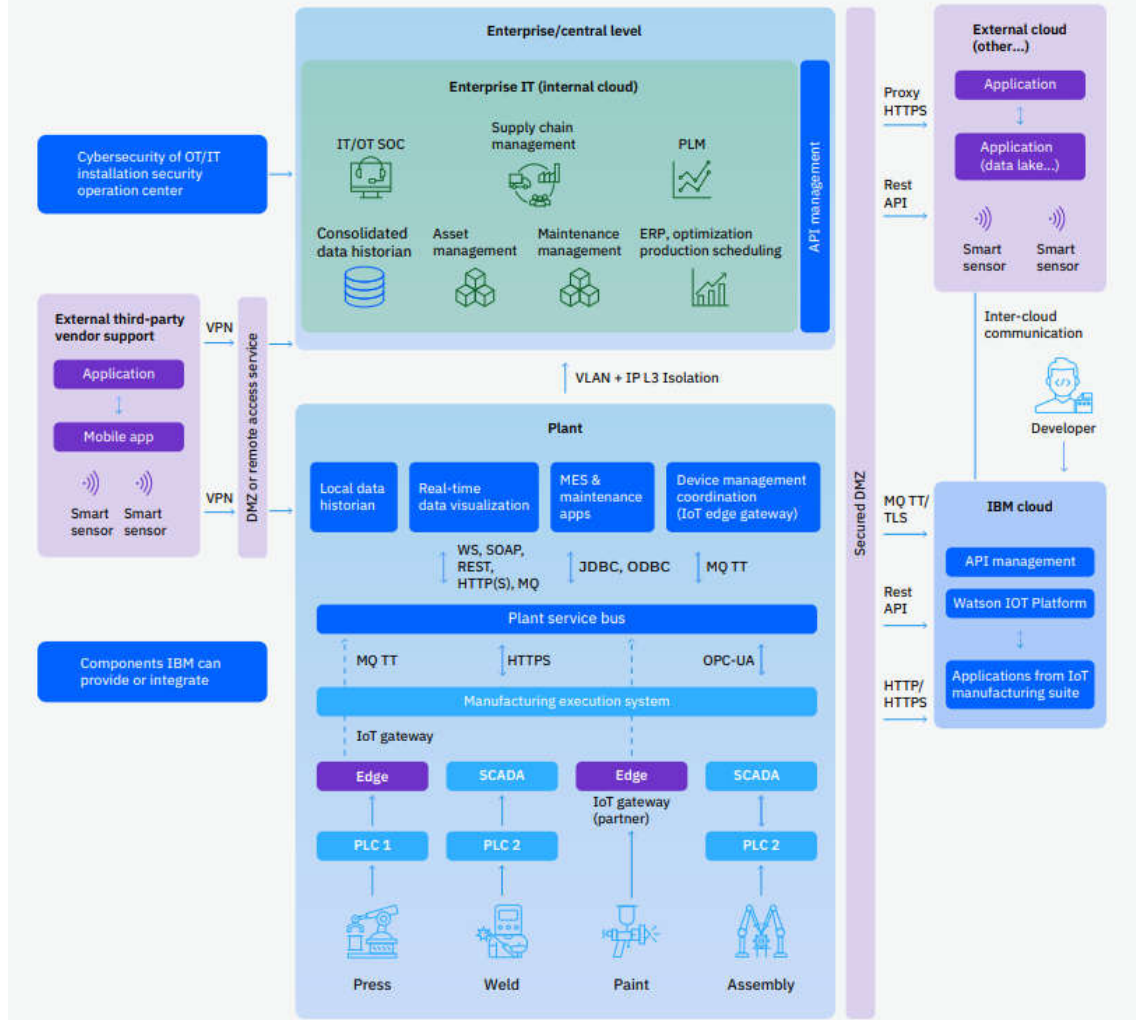 Enterprise/central level
Enterprise IT (internal cloud)
IT/OT SOC
Supply chain
management
PLM
Consolidated
data historian
Asset
management
Maintenance
management
ERP, optimization
production scheduling
API management
Cybersecurity of OT/IT
installation security
operation center
External third-party
vendor support
Application
Mobile app
Smart
sensor
Smart
sensor
VPN
VPN
DMZ or remote access service
VLAN + IP L3 Isolation
Components IBM can
provide or integrate
Plant
Local data
historian
Real-time
data visualization
MES &
maintenance
apps
Device management
coordination
(IoT edge gateway)
WS, SOAP,
REST,
HTTP(S), MQ
JDBC, ODBC
MQ TT
Plant service bus
MQ TT
HTTPS
OPC-UA
Manufacturing execution system
IoT gateway
Edge
SCADA
Edge
SCADA
IoT gateway
(partner)
PLC 1
PLC 2
PLC 2
Press
Weld
Paint
Assembly
Secured DMZ
Proxy
HTTPS
Rest
API
External cloud
(other...)
Application
Application
(data lake...)
Smart
sensor
Smart
sensor
Inter-cloud
communication
Developer
MQ TT/
TLS
Rest
API
HTTP/
HTTPS
IBM cloud
API management
Watson IOT Platform
Applications from IoT
manufacturing suite